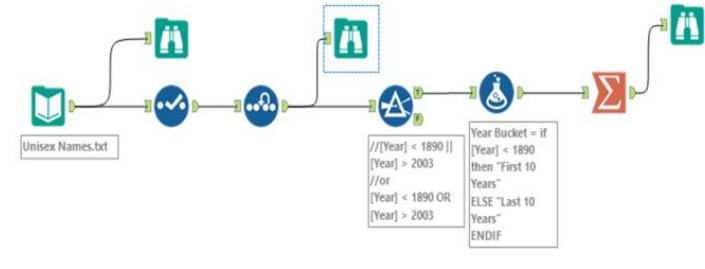 T
F
Unisex Names.txt
//[Year] < 1890 ||
[Year] > 2003
//or
[Year] < 1890 OR
[Year] > 2003
Year Bucket = if
[Year] < 1890
then "First 10
Years"
ELSE "Last 10
Years"
ENDIF